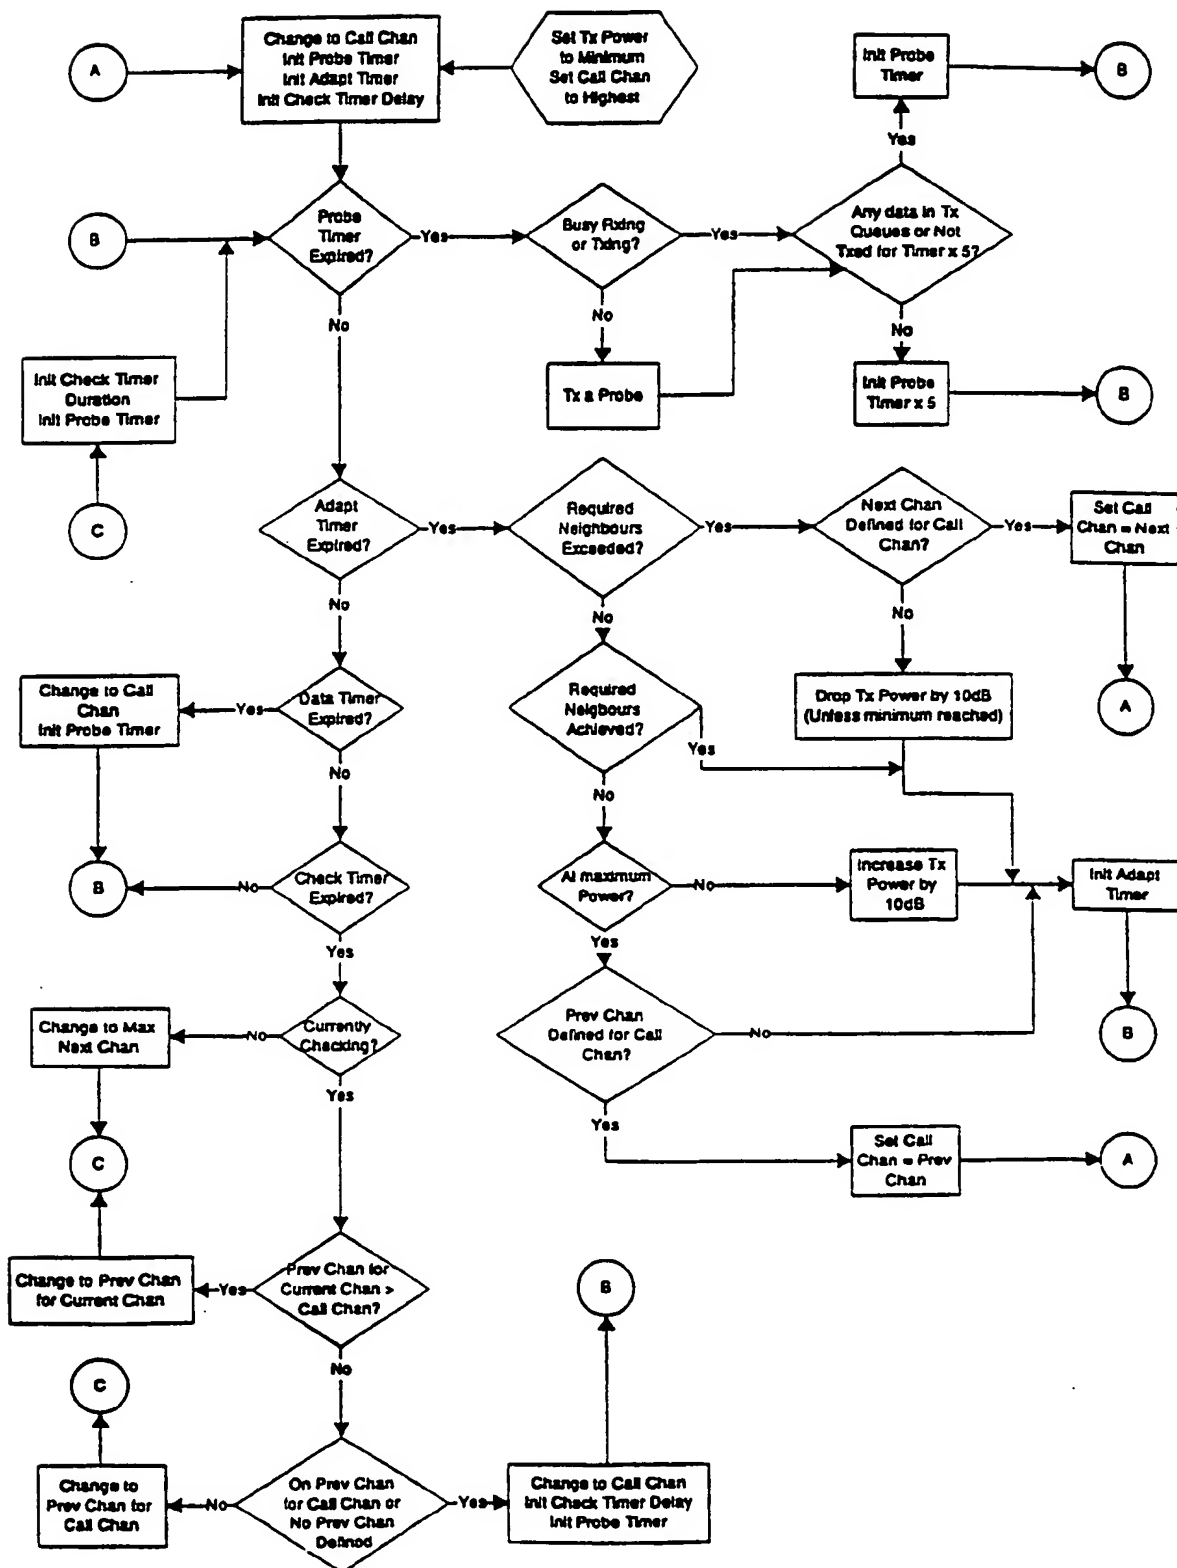 A
Change to Call Chan
Init Probe Timer
Init Adapt Timer
Init Check Timer Delay
Set Tx Power
to Minimum
Set Call Chan
to Highest
Init Probe
Timer
B
Yes
B
Probe
Timer
Expired?
Yes
Busy Rxing
or Txing?
Yes
Any data in Tx
Queues or Not
Txed for Timer x 5?
No
No
No
Init Check Timer
Duration
Init Probe Timer
Tx a Probe
Init Probe
Timer x 5
B
C
Adapt
Timer
Expired?
Yes
Required
Neighbours
Exceeded?
Yes
Next Chan
Defined for Call
Chan?
Yes
Set Call
Chan = Next
Chan
No
No
No
Change to Call
Chan
Init Probe Timer
Yes
Data Timer
Expired?
Required
Neigbours
Achieved?
Yes
Drop Tx Power by 10dB
(Unless minimum reached)
A
No
No
B
No
Check Timer
Expired?
At maximum
Power?
No
Increase Tx
Power by
10dB
Init Adapt
Timer
Yes
Yes
Change to Max
Next Chan
No
Currently
Checking?
Prev Chan
Defined for Call
Chan?
No
B
Yes
Yes
C
Set Call
Chan = Prev
Chan
A
Change to Prev Chan
for Current Chan
Yes
Prev Chan for
Current Chan >
Call Chan?
B
No
C
Change to
Prev Chan for
Call Chan
No
On Prev Chan
for Call Chan or
No Prev Chan
Defined
Yes
Change to Call Chan
Init Check Timer Delay
Init Probe Timer